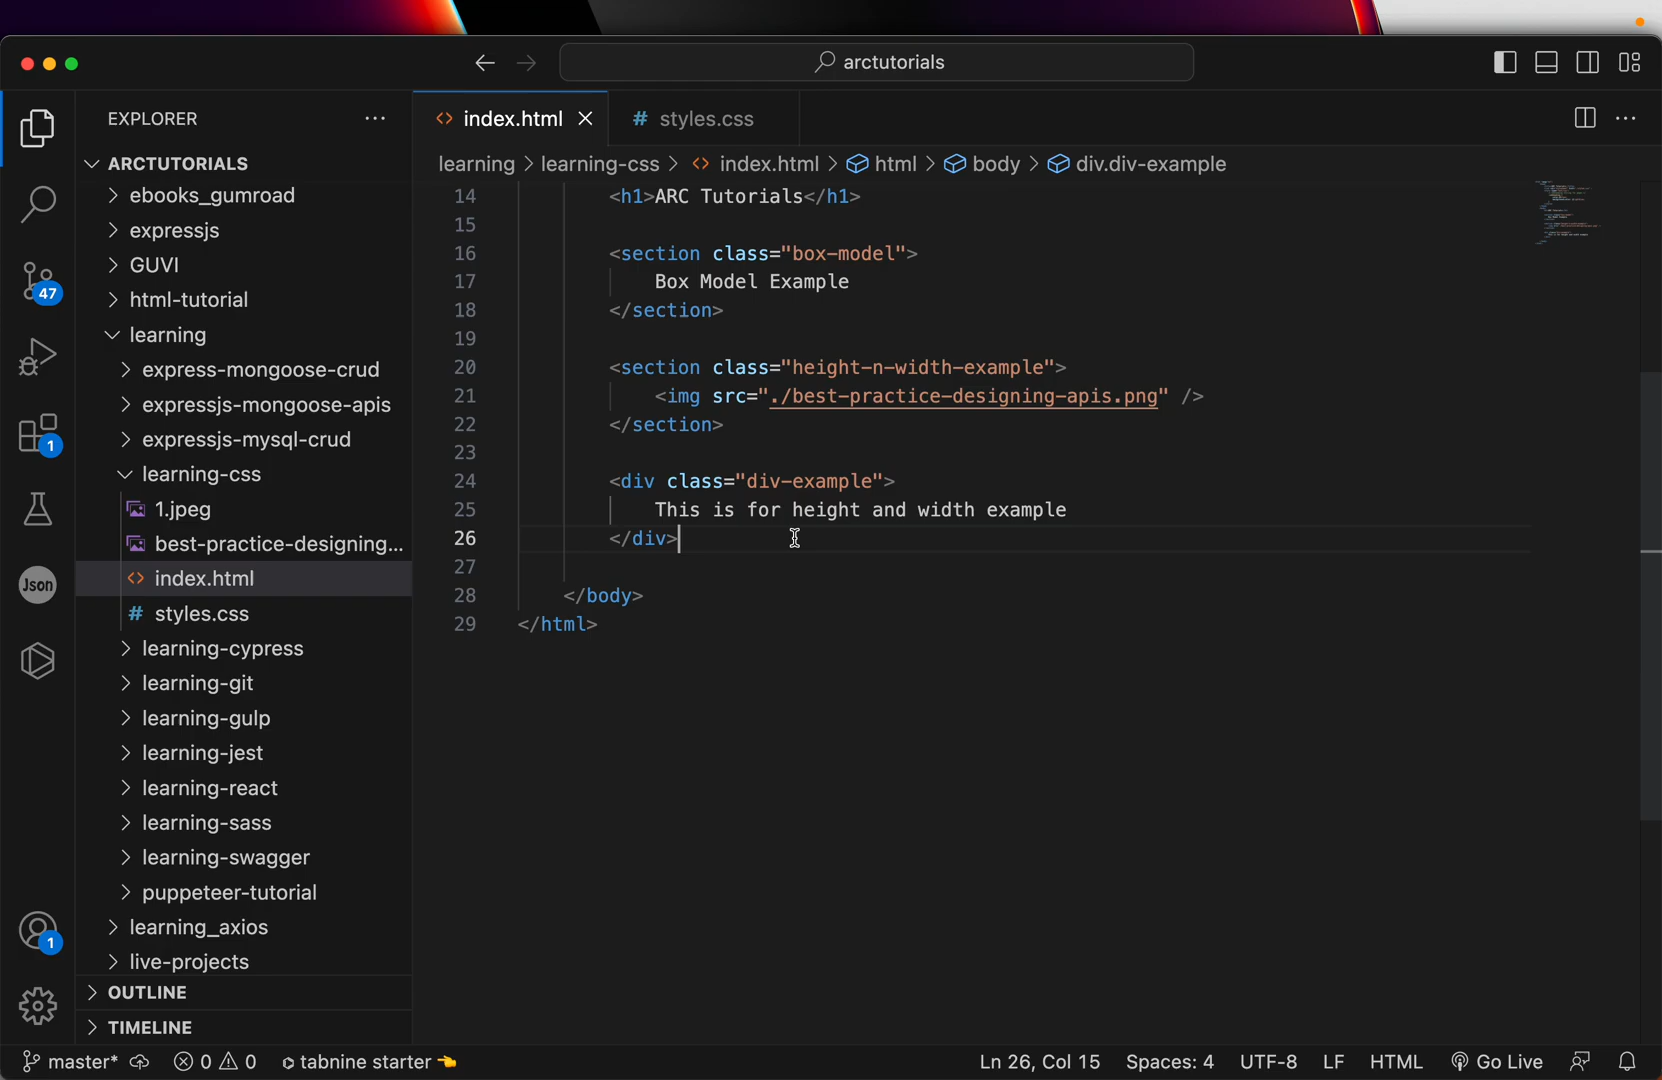 arctutorials
EXPLORER
index.html
# styles.css
ARCTUTORIALS
learning > learning-css > <> index.html > html > body > div.div-example
ebooks_gumroad
expressjs
GUVI
html-tutorial
learning
express-mongoose-crud
expressjs-mongoose-apis
expressjs-mysql-crud
learning-css
1.jpeg
best-practice-designing...
<> index.html
# styles.css
learning-cypress
learning-git
learning-gulp
learning-jest
learning-react
learning-sass
learning-swagger
puppeteer-tutorial
learning_axios
live-projects
OUTLINE
TIMELINE
47
1
Json
1
14 <h1>ARC Tutorials</h1>
15
16 <section class="box-model">
17 Box Model Example
18 </section>
19
20 <section class="height-n-width-example">
21 <img src="./best-practice-designing-apis.png" />
22 </section>
23
24 <div class="div-example">
25 This is for height and width example
26 </div>
27
28 </body>
29 </html>
master* 0 0 tabnine starter Ln 26, Col 15 Spaces: 4 UTF-8 LF HTML Go Live